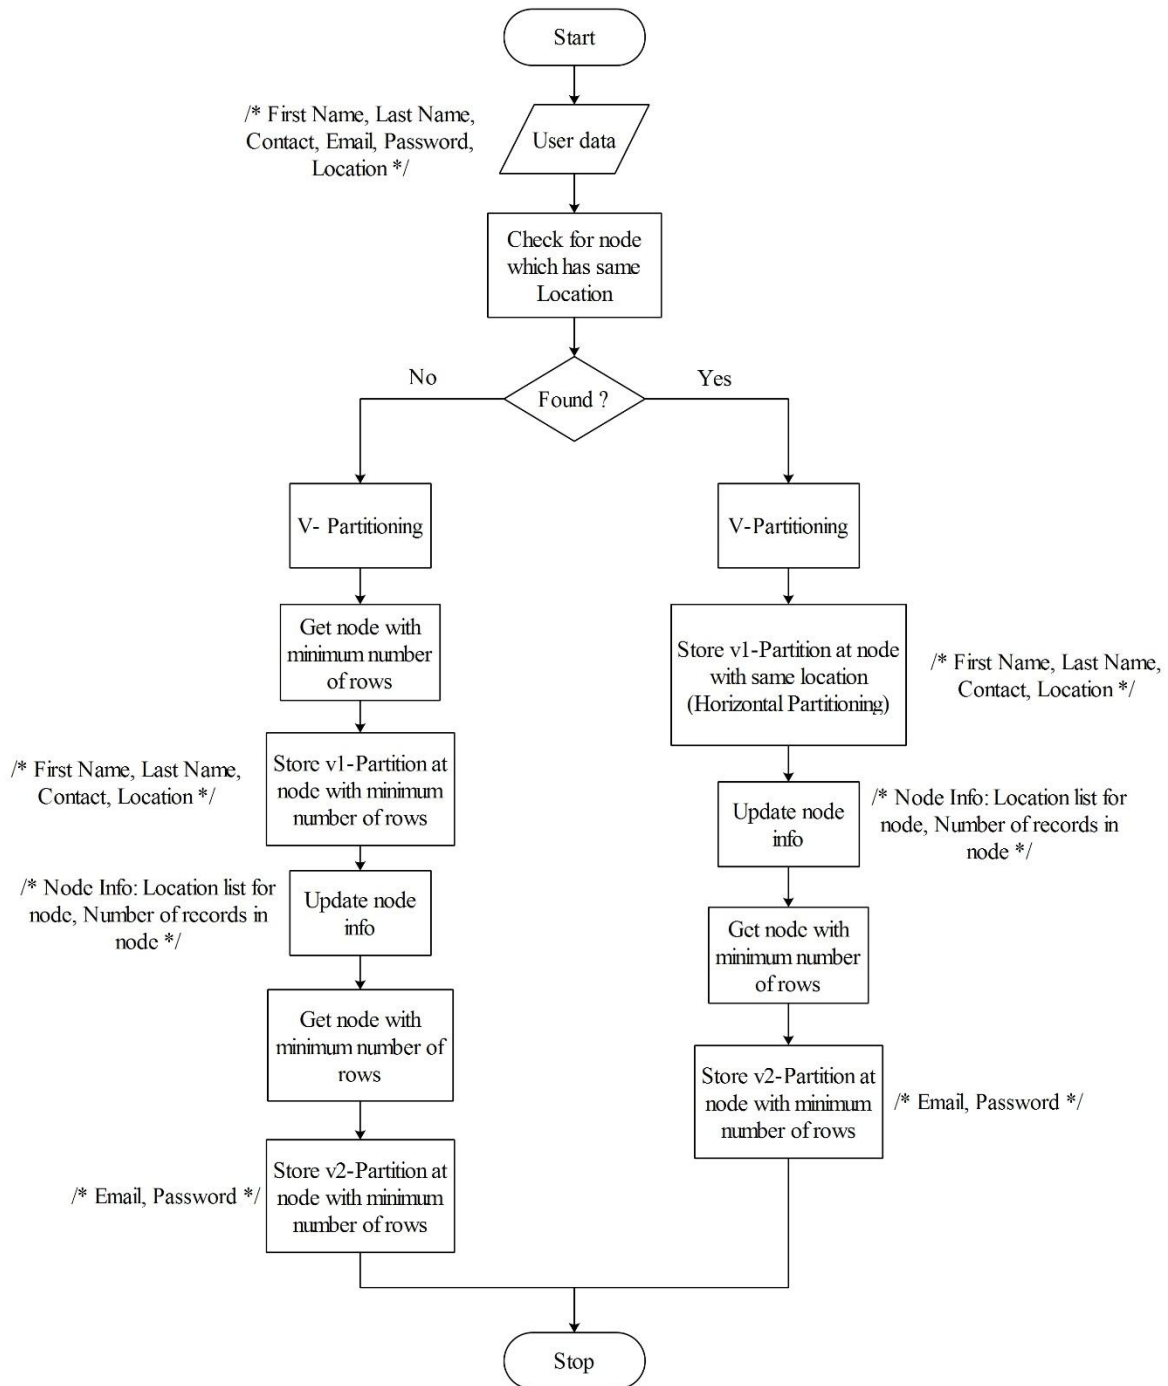 Start
/* First Name, Last Name,
Contact, Email, Password,
Location */
User data
Check for node
which has same
Location
Found ?
No
Yes
V- Partitioning
Get node with
minimum number
of rows
/* First Name, Last Name,
Contact, Location */
Store v1-Partition at
node with minimum
number of rows
/* Node Info: Location list for
node, Number of records in
node */
Update node
info
Get node with
minimum number of
rows
/* Email, Password */
Store v2-Partition at
node with minimum
number of rows
V-Partitioning
Store v1-Partition at node
with same location
(Horizontal Partitioning)
/* First Name, Last Name,
Contact, Location */
Update node
info
/* Node Info: Location list for
node, Number of records in
node */
Get node with
minimum number
of rows
Store v2-Partition at
node with minimum
number of rows
/* Email, Password */
Stop